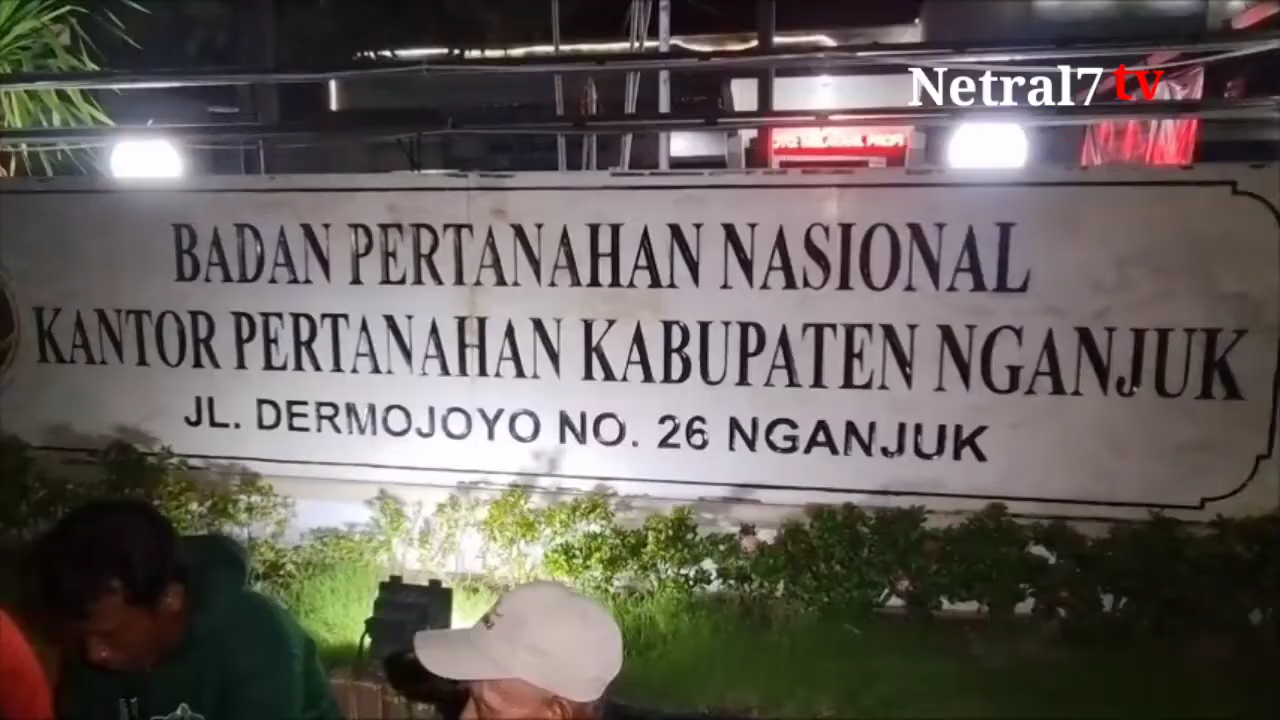 Netral7 tv
BADAN PERTANAHAN NASIONAL
KANTOR PERTANAHAN KABUPATEN NGANJUK
JL. DERMOJOYO NO. 26 NGANJUK